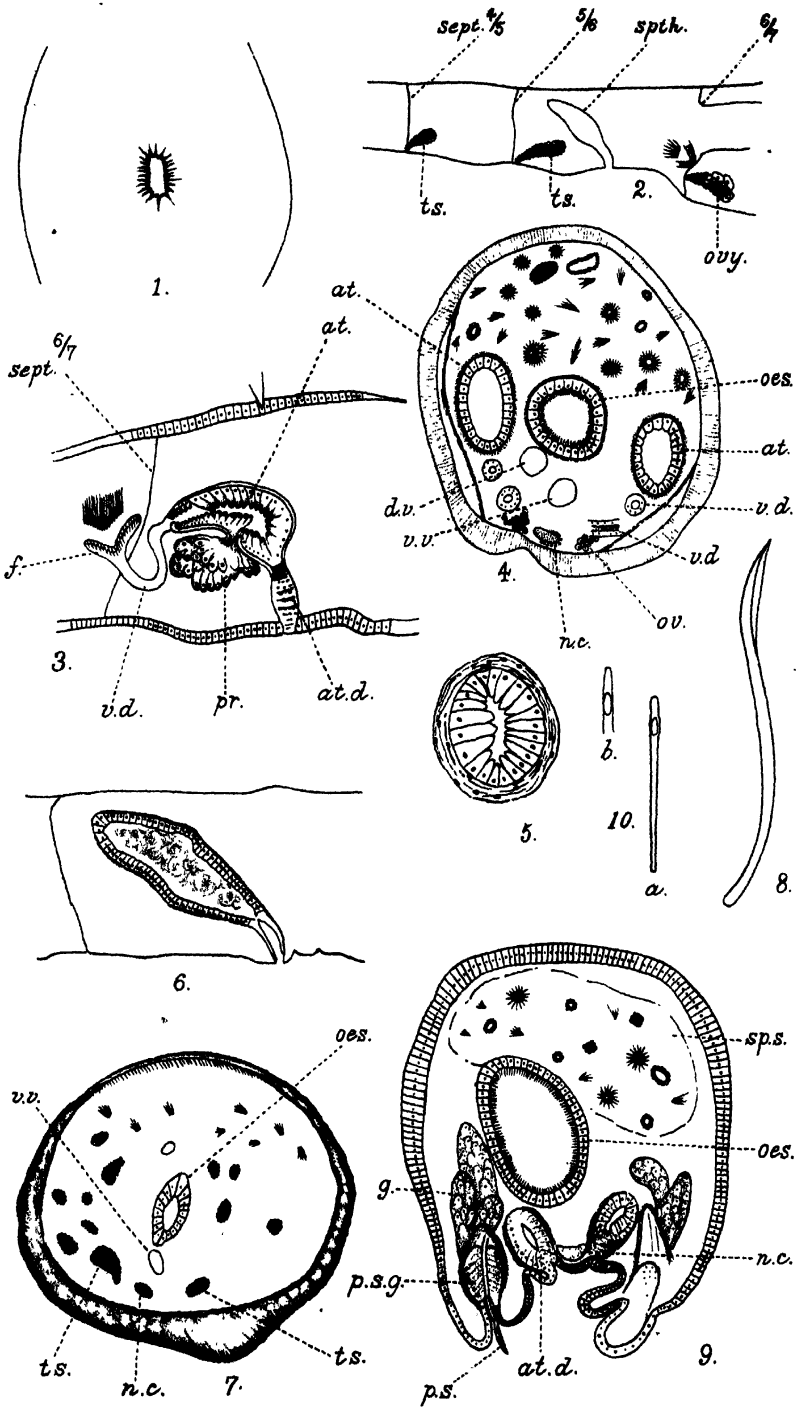 sept. 4/5
5/6
spth.
6/7
ts.
ts.
2.
ovy.
1.
at.
at.
sept. 6/7
oes.
at.
d.v.
v.v.
v.d.
v.d
4.
ov.
n.c.
f.
3.
v.d.
pr.
at.d.
b.
5.
10.
a.
8.
6.
oes.
v.v.
sp.s.
oes.
g.
n.c.
p.s.g
ts.
n.c.
7.
ts.
p.s.
at.d.
9.